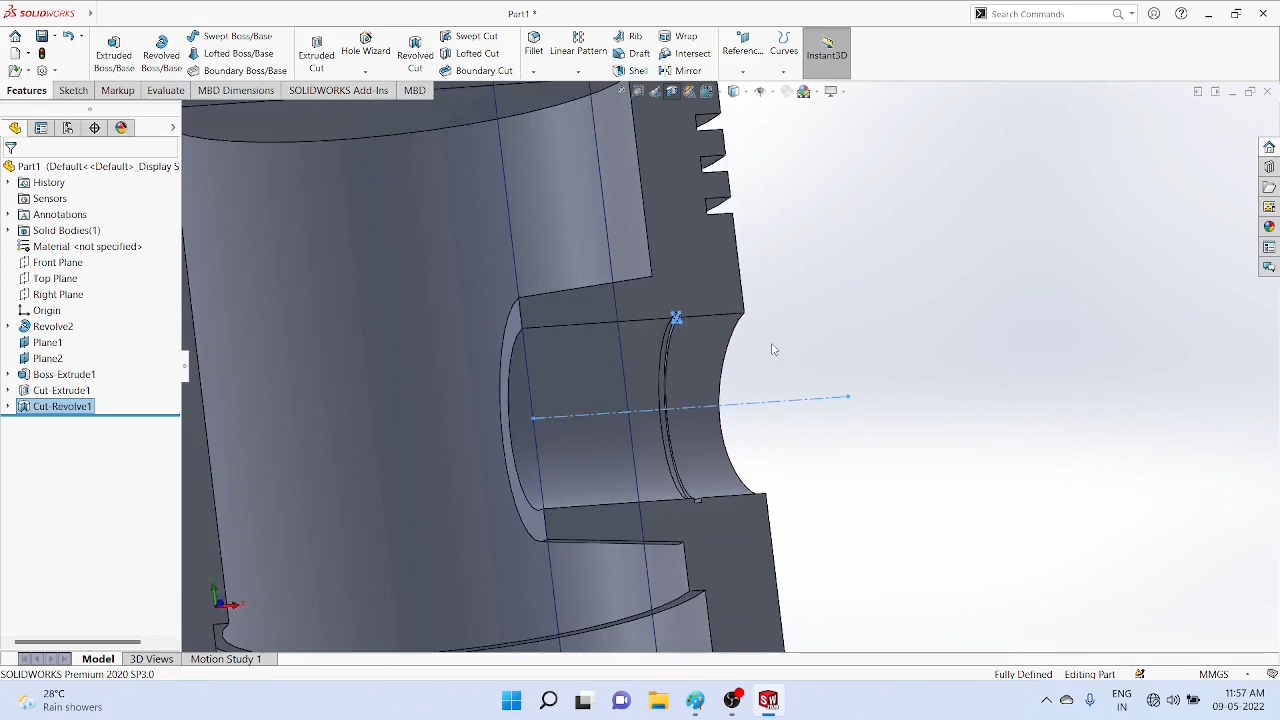 SOLIDWORKS
Part1 *
Search Commands
Extruded Boss/Base
Revolved Boss/Base
Swept Boss/Base
Lofted Boss/Base
Boundary Boss/Base
Extruded Cut
Hole Wizard
Revolved Cut
Swept Cut
Lofted Cut
Boundary Cut
Fillet
Linear Pattern
Rib
Draft
Shell
Wrap
Intersect
Mirror
Referenc...
Curves
Instant3D
Features
Sketch
Markup
Evaluate
MBD Dimensions
SOLIDWORKS Add Ins
MBD
Part1 (Default<<Default>_Display S
History
Sensors
Annotations
Solid Bodies(1)
Material <not specified>
Front Plane
Top Plane
Right Plane
Origin
Revolve2
Plane1
Plane2
Boss-Extrude1
Cut-Extrude1
Cut-Revolve1
Model
3D Views
Motion Study 1
SOLIDWORKS Premium 2020 SP3.0
Fully Defined
Editing Part
MMGS
28°C
Rain showers
ENG
IN
11:57 AM
09-05-2022